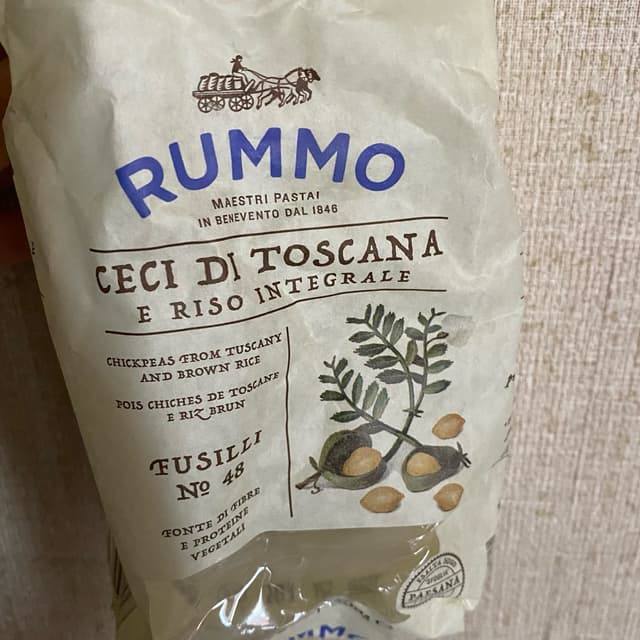 RUMMO
MAESTRI PASTAI
IN BENEVENTO DAL 1846
CECI DI TOSCANA
E RISO INTEGRALE
CHICKPEAS FROM TUSCANY
AND BROWN RICE
POIS CHICHES DE TOSCANE
E RIZ BRUN
FUSILLI
No 48
FONTE DI FIBRE
E PROTEINE
VEGETALI
PAESANA